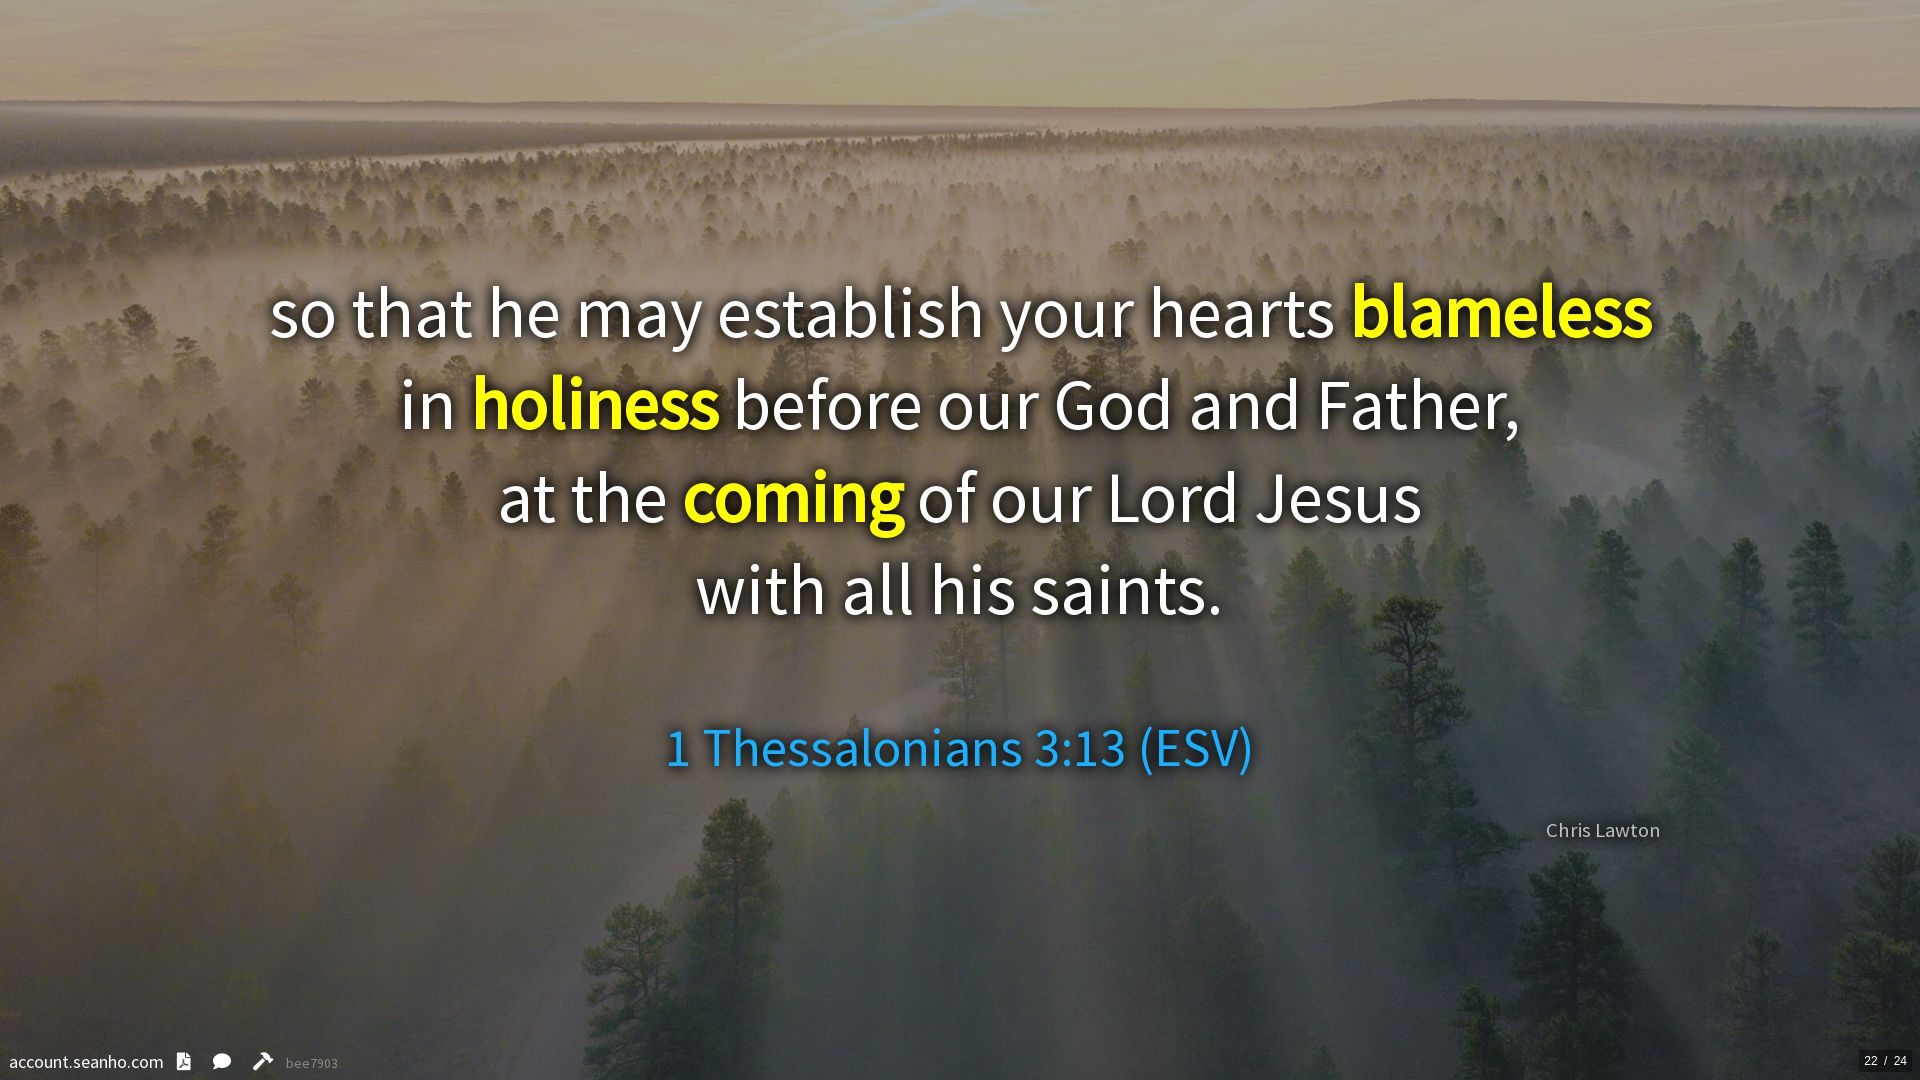 so that he may establish your hearts blameless
in holiness before our God and Father,
at the coming of our Lord Jesus
with all his saints.
1 Thessalonians 3:13 (ESV)
Chris Lawton
account.seanho.com bee7903
22 / 24